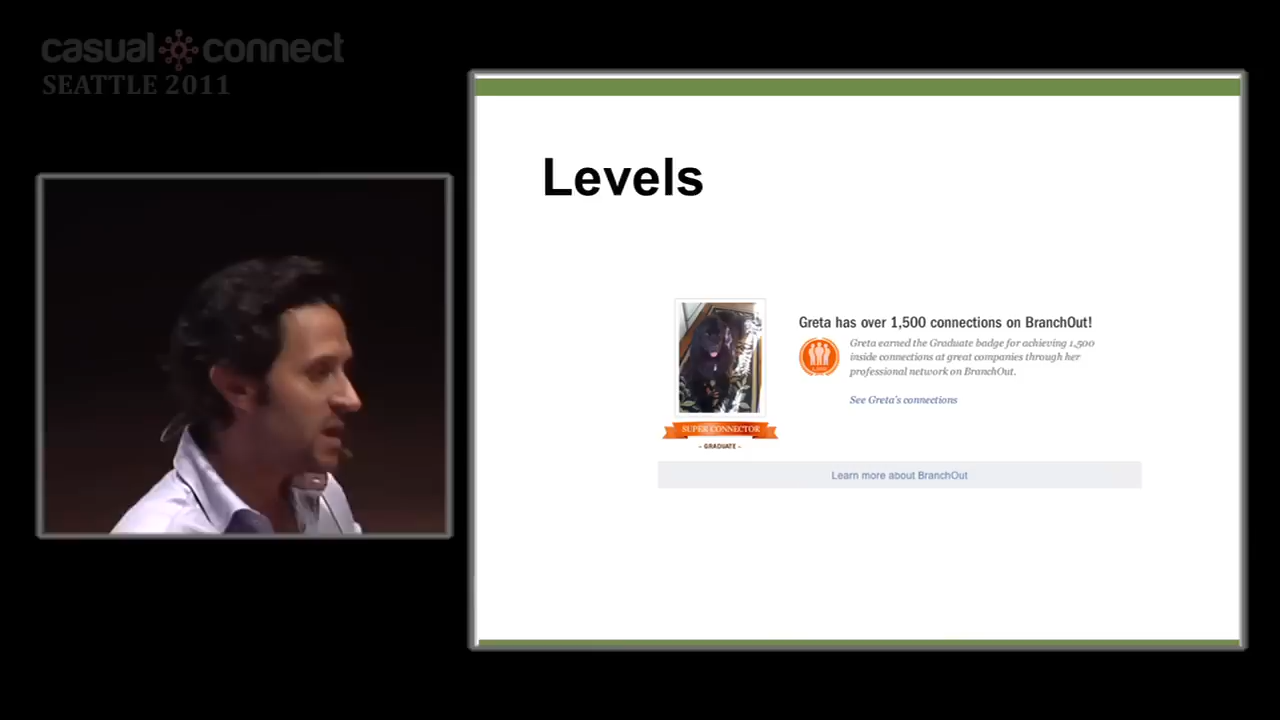 casual connect
SEATTLE 2011
Levels
Greta has over 1,500 connections on BranchOut!
Greta earned the Graduate badge for achieving 1,500
inside connections at great companies through her
professional network on BranchOut.
See Greta's connections
SUPER CONNECTOR
- GRADUATE -
Learn more about BranchOut